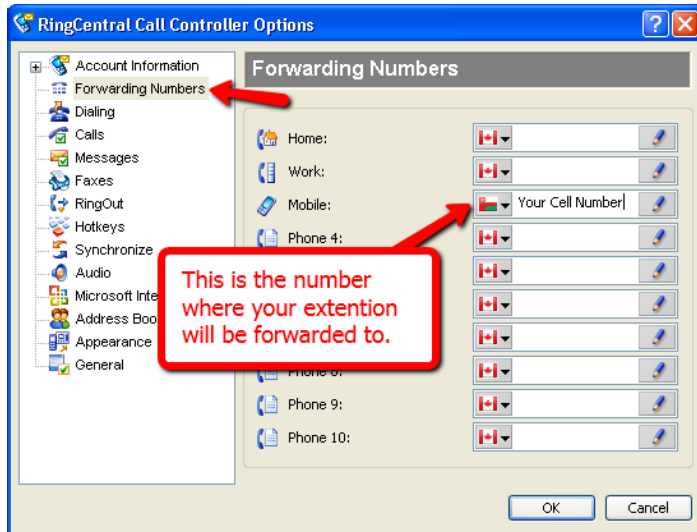 RingCentral Call Controller Options
Account Information
Forwarding Numbers
Dialing
Calls
Messages
Faxes
RingOut
Hotkeys
Synchronize
Audio
Microsoft Inte
Address Boo
Appearance
General
Forwarding Numbers
Home:
Work:
Mobile:
Your Cell Number
Phone 4:
This is the number
where your extention
will be forwarded to.
Phone 9:
Phone 10:
OK
Cancel